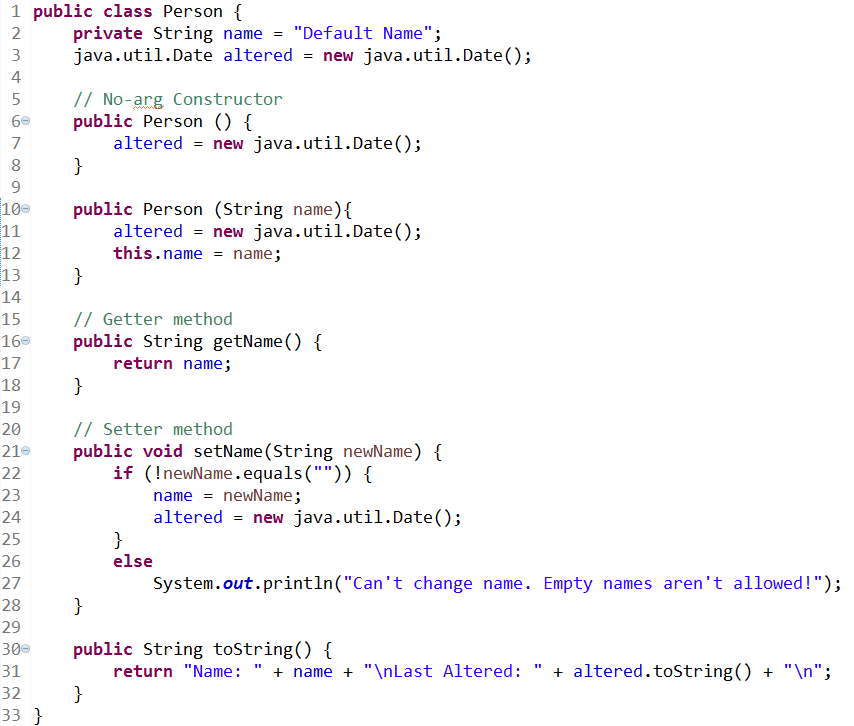 1 public class Person {
2     private String name = "Default Name";
3     java.util.Date altered = new java.util.Date();
4
5     // No-arg Constructor
6     public Person () {
7         altered = new java.util.Date();
8     }
9
10     public Person (String name){
11         altered = new java.util.Date();
12         this.name = name;
13     }
14
15     // Getter method
16     public String getName() {
17         return name;
18     }
19
20     // Setter method
21     public void setName(String newName) {
22         if (!newName.equals("")) {
23             name = newName;
24             altered = new java.util.Date();
25         }
26         else
27             System.out.println("Can't change name. Empty names aren't allowed!");
28     }
29
30     public String toString() {
31         return "Name: " + name + "\nLast Altered: " + altered.toString() + "\n";
32     }
33 }